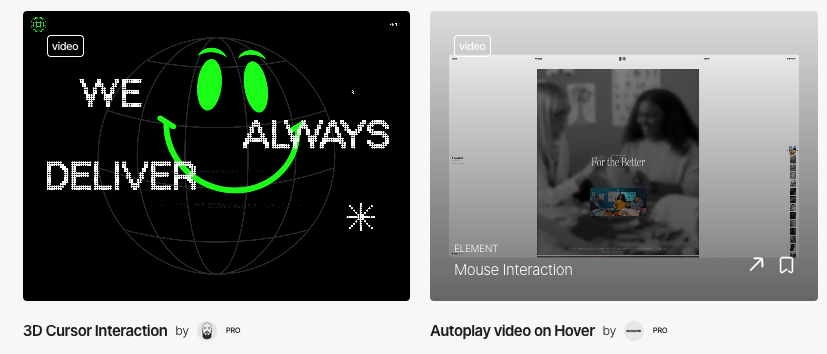 video
WE
ALWAYS
DELIVER
3D Cursor Interaction by PRO
video
For the Better
ELEMENT
Mouse Interaction
Autoplay video on Hover by PRO